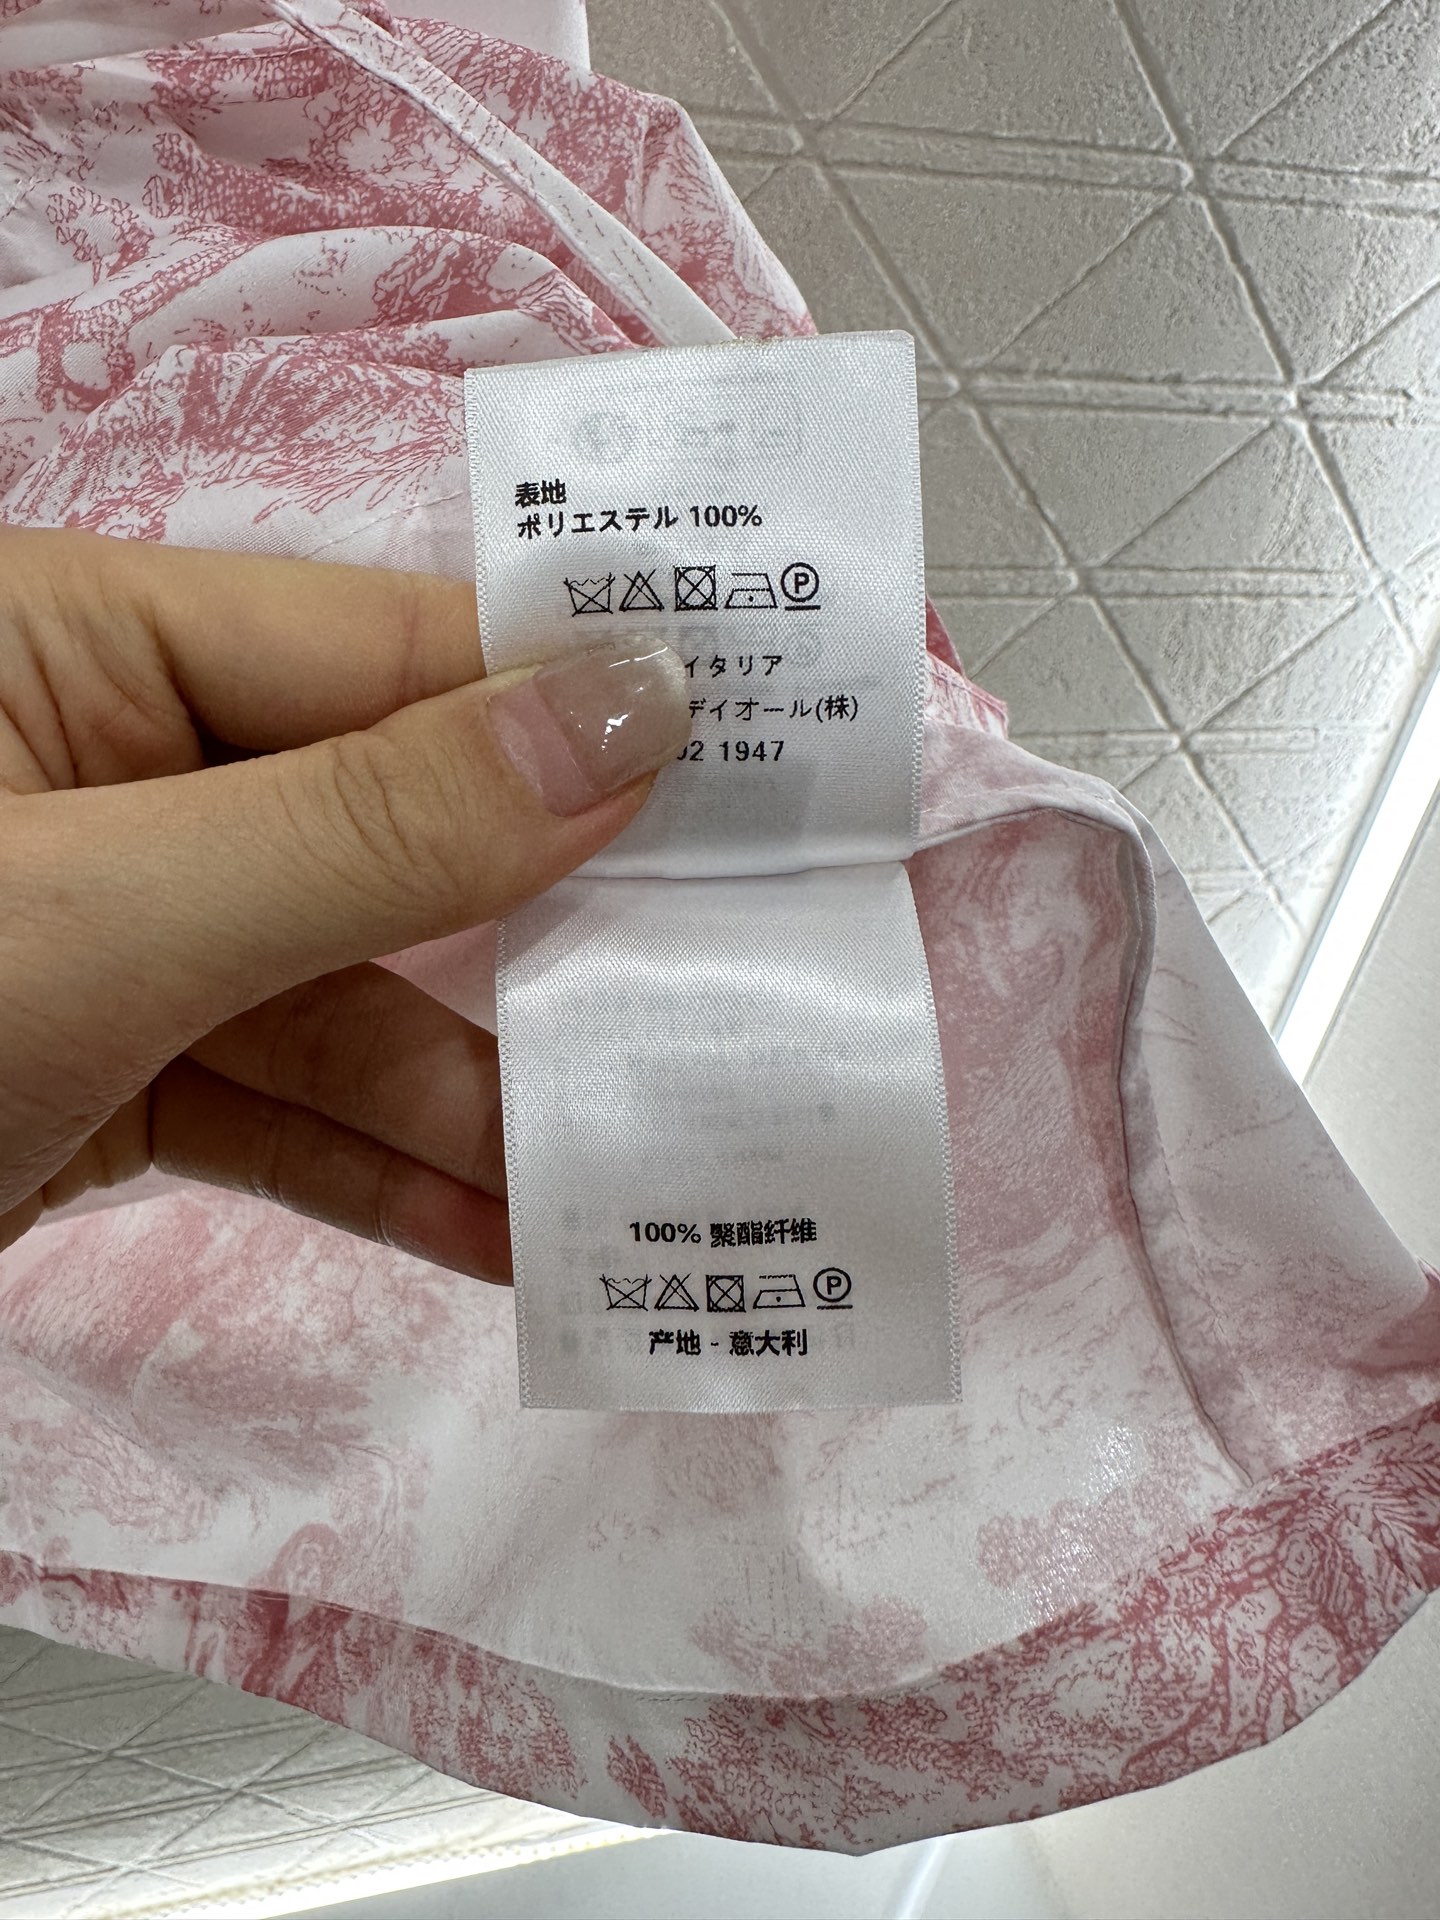 表地
ポリエステル 100%
P
イタリア
ディオール(株)
02 1947
100% 聚酯纤维
P
产地 - 意大利